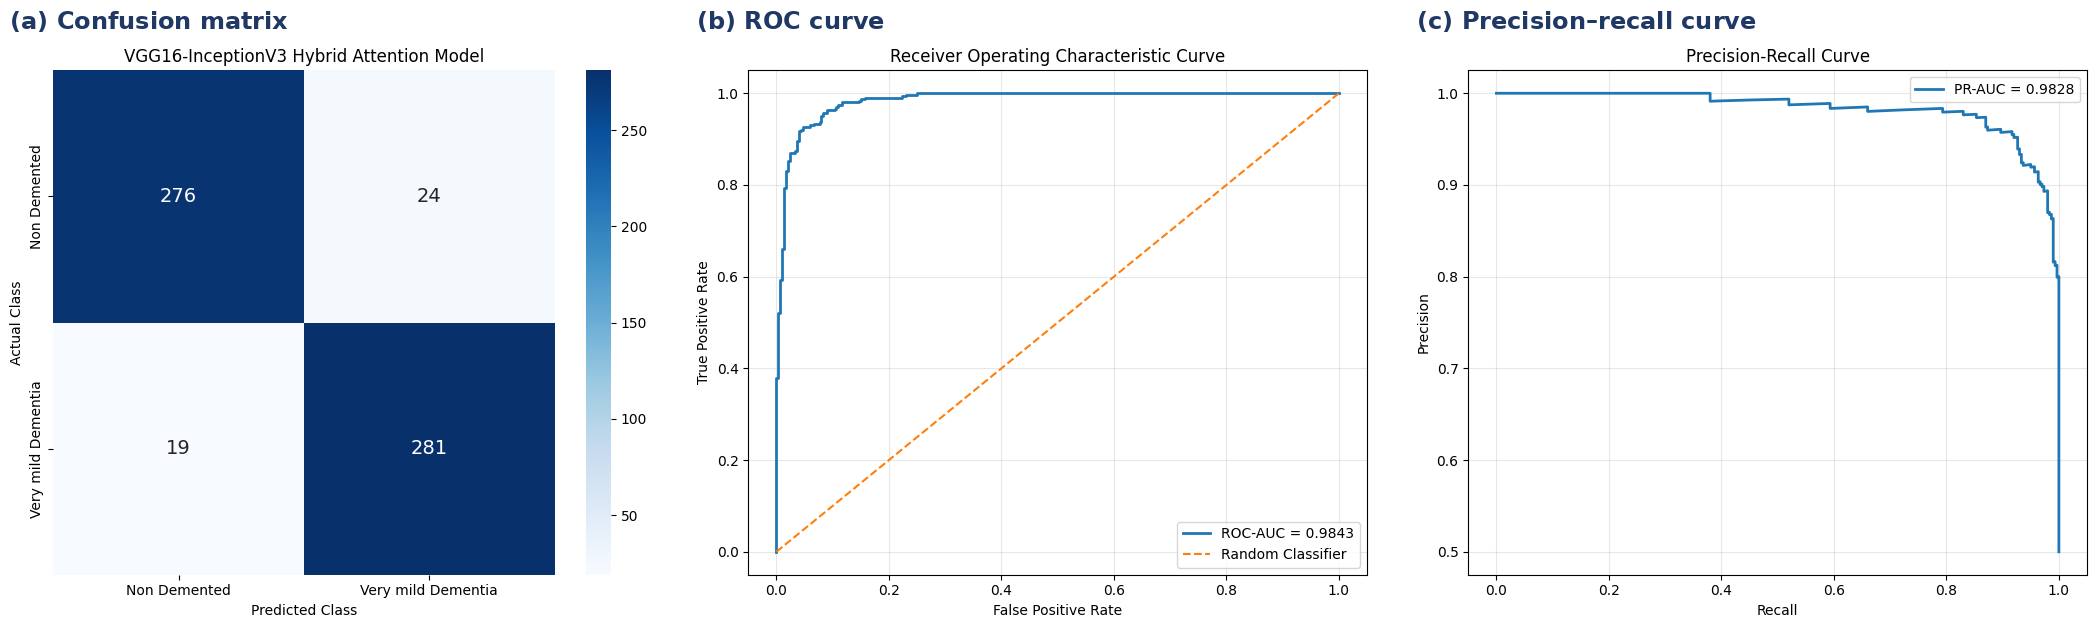 (a) Confusion matrix
VGG16-InceptionV3 Hybrid Attention Model
Actual Class
Non Demented
Very mild Dementia
276
24
19
281
Non Demented
Very mild Dementia
Predicted Class
250
200
150
100
50
(b) ROC curve
Receiver Operating Characteristic Curve
True Positive Rate
1.0
0.8
0.6
0.4
0.2
0.0
0.0
0.2
0.4
0.6
0.8
1.0
False Positive Rate
ROC-AUC = 0.9843
Random Classifier
(c) Precision–recall curve
Precision-Recall Curve
PR-AUC = 0.9828
Precision
1.0
0.9
0.8
0.7
0.6
0.5
0.0
0.2
0.4
0.6
0.8
1.0
Recall